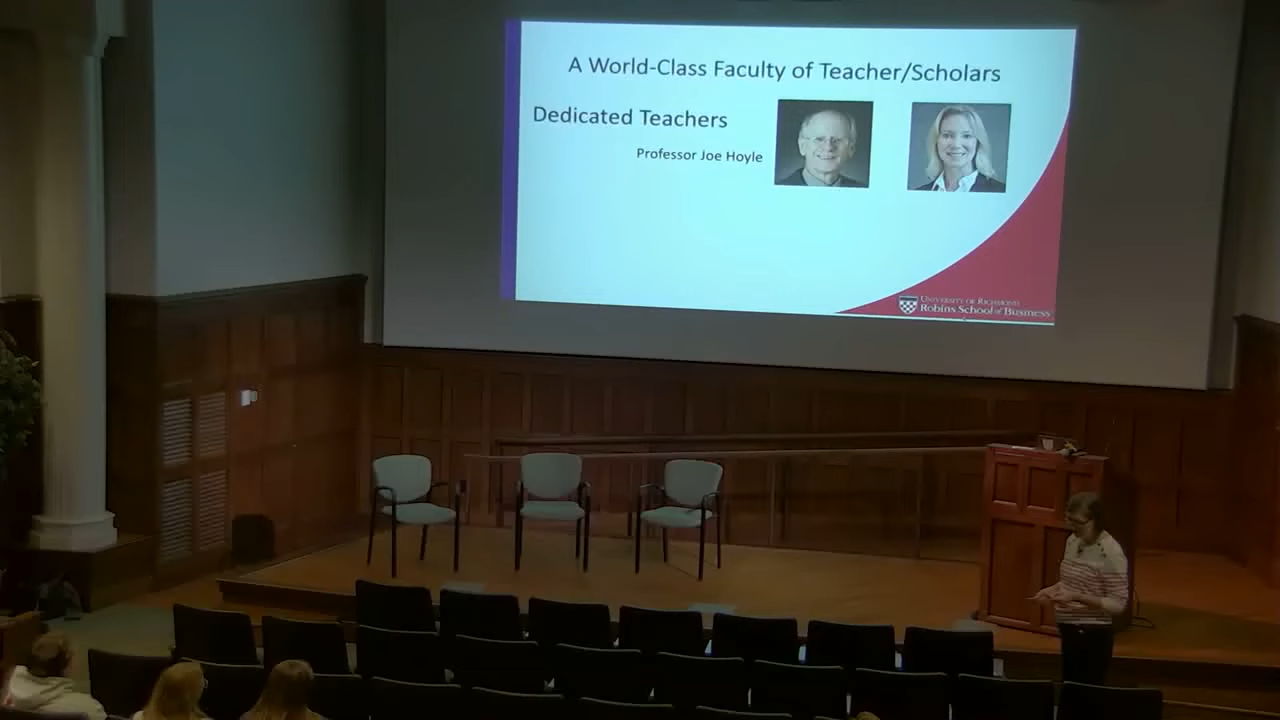 A World-Class Faculty of Teacher/Scholars
Dedicated Teachers
Professor Joe Hoyle
University of Richmond
Robins School of Business